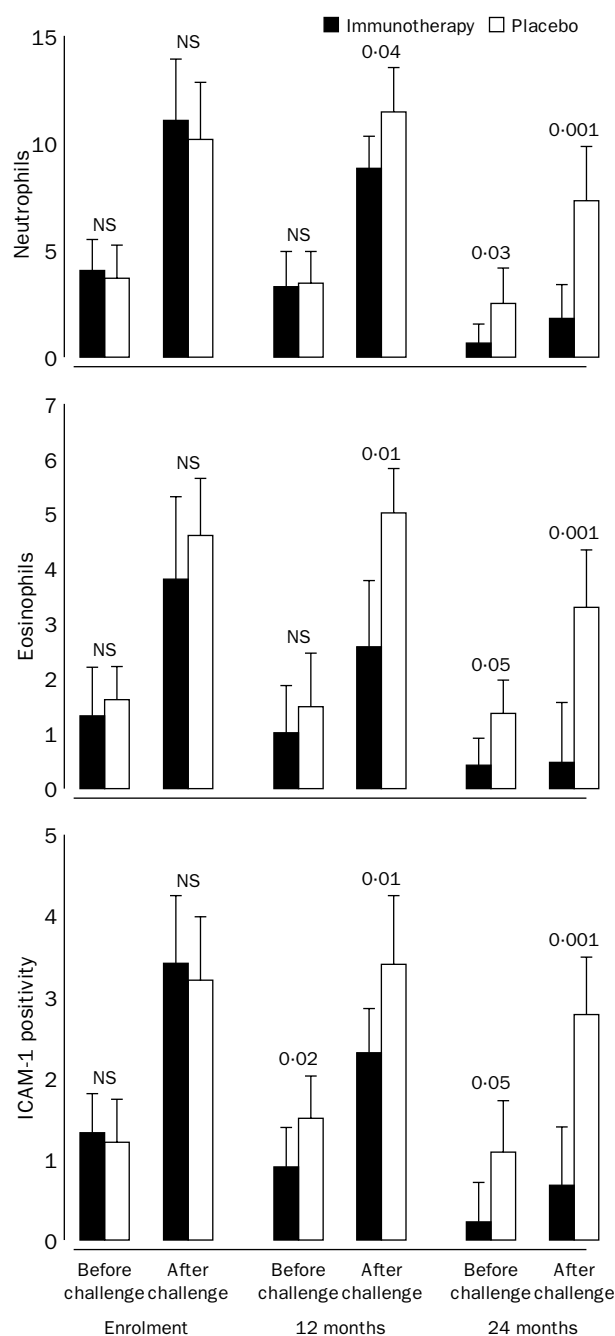 Immunotherapy Placebo
15
10
5
0
Neutrophils
NS
NS
NS
0·04
0·03
0·001
7
6
5
4
3
2
1
0
Eosinophils
NS
NS
NS
0·01
0·05
0·001
5
4
3
2
1
0
ICAM-1 positivity
NS
NS
0·02
0·01
0·05
0·001
Before challenge
After challenge
Before challenge
After challenge
Before challenge
After challenge
Enrolment
12 months
24 months